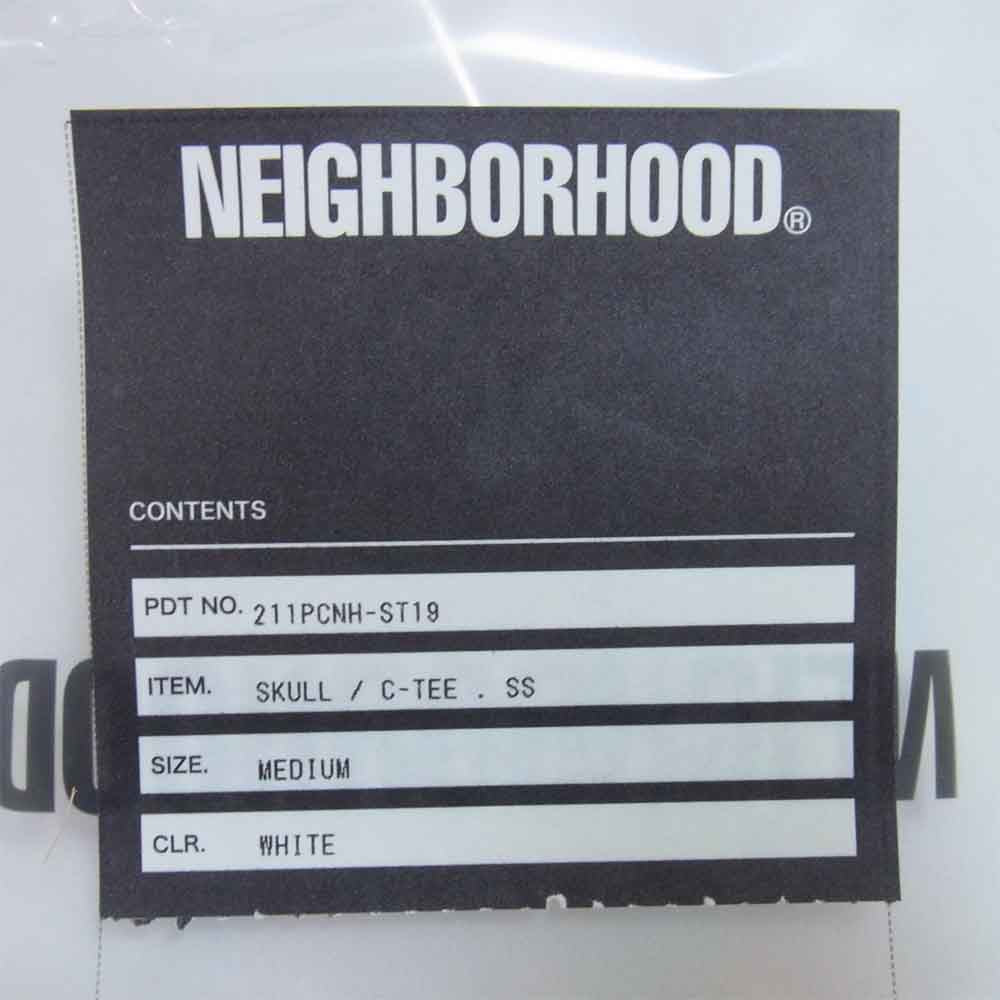 NEIGHBORHOOD®
CONTENTS
PDT NO. 211PCNH-ST19
ITEM. SKULL / C-TEE . SS
SIZE. MEDIUM
CLR. WHITE